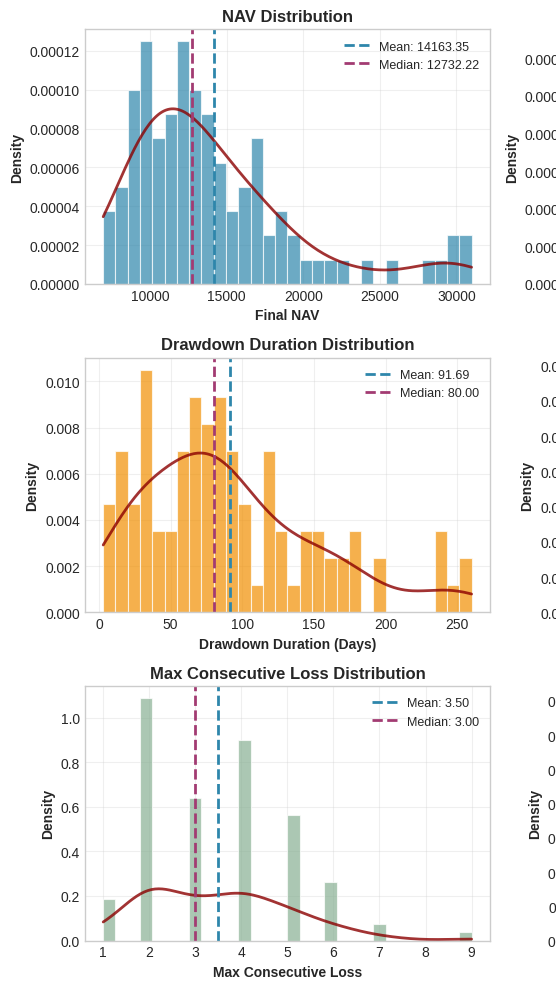 NAV Distribution
Mean: 14163.35
Median: 12732.22
0.00012
0.00010
0.00008
0.00006
0.00004
0.00002
0.00000
Density
10000 15000 20000 25000 30000
Final NAV
Density
Drawdown Duration Distribution
Mean: 91.69
Median: 80.00
0.010
0.008
0.006
0.004
0.002
0.000
Density
0 50 100 150 200 250
Drawdown Duration (Days)
Density
Max Consecutive Loss Distribution
Mean: 3.50
Median: 3.00
1.0
0.8
0.6
0.4
0.2
0.0
Density
1 2 3 4 5 6 7 8 9
Max Consecutive Loss
Density